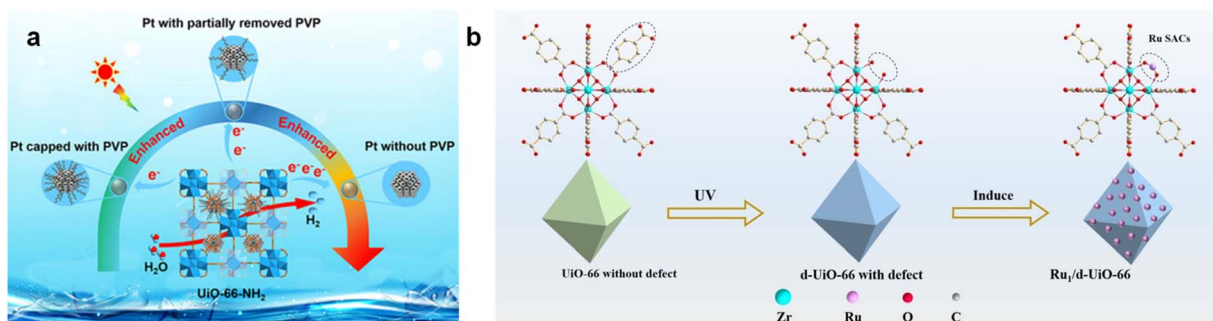 a
Pt with partially removed PVP
Enhanced
Enhanced
Pt capped with PVP
Pt without PVP
e-
e-
e-
e- e- e-
H2
H2O
UiO-66-NH2
b
Ru SACs
UV
Induce
UiO-66 without defect
d-UiO-66 with defect
Ru1/d-UiO-66
Zr
Ru
O
C